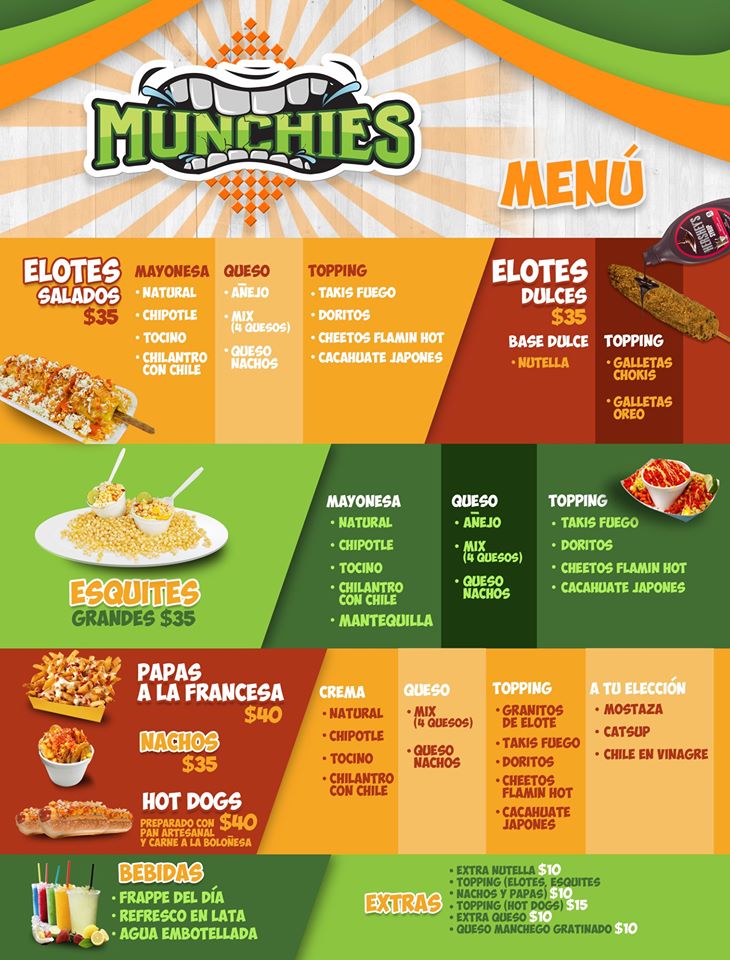 MUNCHIES
MENÚ
HERSHEY'S
ELOTES
SALADOS
$35
MAYONESA
• NATURAL
• CHIPOTLE
• TOCINO
• CHILANTRO
CON CHILE
QUESO
• AÑEJO
• MIX
(4 QUESOS)
• QUESO
NACHOS
TOPPING
• TAKIS FUEGO
• DORITOS
• CHEETOS FLAMIN HOT
• CACAHUATE JAPONES
ELOTES
DULCES
$35
BASE DULCE
• NUTELLA
TOPPING
• GALLETAS
CHOKIS
• GALLETAS
OREO
ESQUITES
GRANDES $35
MAYONESA
• NATURAL
• CHIPOTLE
• TOCINO
• CHILANTRO
CON CHILE
• MANTEQUILLA
QUESO
• AÑEJO
• MIX
(4 QUESOS)
• QUESO
NACHOS
TOPPING
• TAKIS FUEGO
• DORITOS
• CHEETOS FLAMIN HOT
• CACAHUATE JAPONES
PAPAS
A LA FRANCESA
$40
NACHOS
$35
HOT DOGS
PREPARADO CON $40
PAN ARTESANAL
Y CARNE A LA BOLOÑESA
CREMA
• NATURAL
• CHIPOTLE
• TOCINO
• CHILANTRO
CON CHILE
QUESO
• MIX
(4 QUESOS)
• QUESO
NACHOS
TOPPING
• GRANITOS
DE ELOTE
• TAKIS FUEGO
• DORITOS
• CHEETOS
FLAMIN HOT
• CACAHUATE
JAPONES
A TU ELECCIÓN
• MOSTAZA
• CATSUP
• CHILE EN VINAGRE
BEBIDAS
• FRAPPE DEL DÍA
• REFRESCO EN LATA
• AGUA EMBOTELLADA
EXTRAS
• EXTRA NUTELLA $10
• TOPPING (ELOTES, ESQUITES
• NACHOS Y PAPAS) $10
• TOPPING (HOT DOGS) $15
• EXTRA QUESO $10
• QUESO MANCHEGO GRATINADO $10